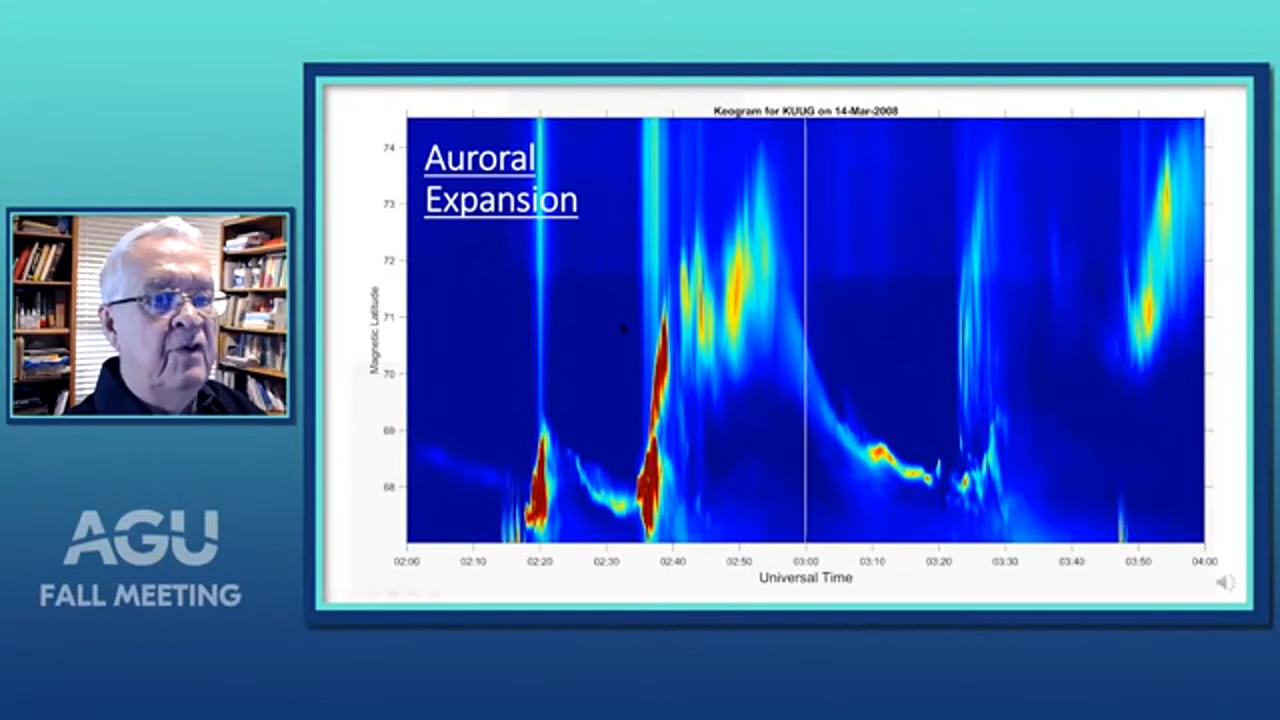 Keogram for KUUG on 14-Mar-2008
Auroral
Expansion
74
73
72
71
70
69
68
Magnetic Latitude
02:00 02:10 02:20 02:30 02:40 02:50 03:00 03:10 03:20 03:30 03:40 03:50 04:00
Universal Time
AGU
FALL MEETING